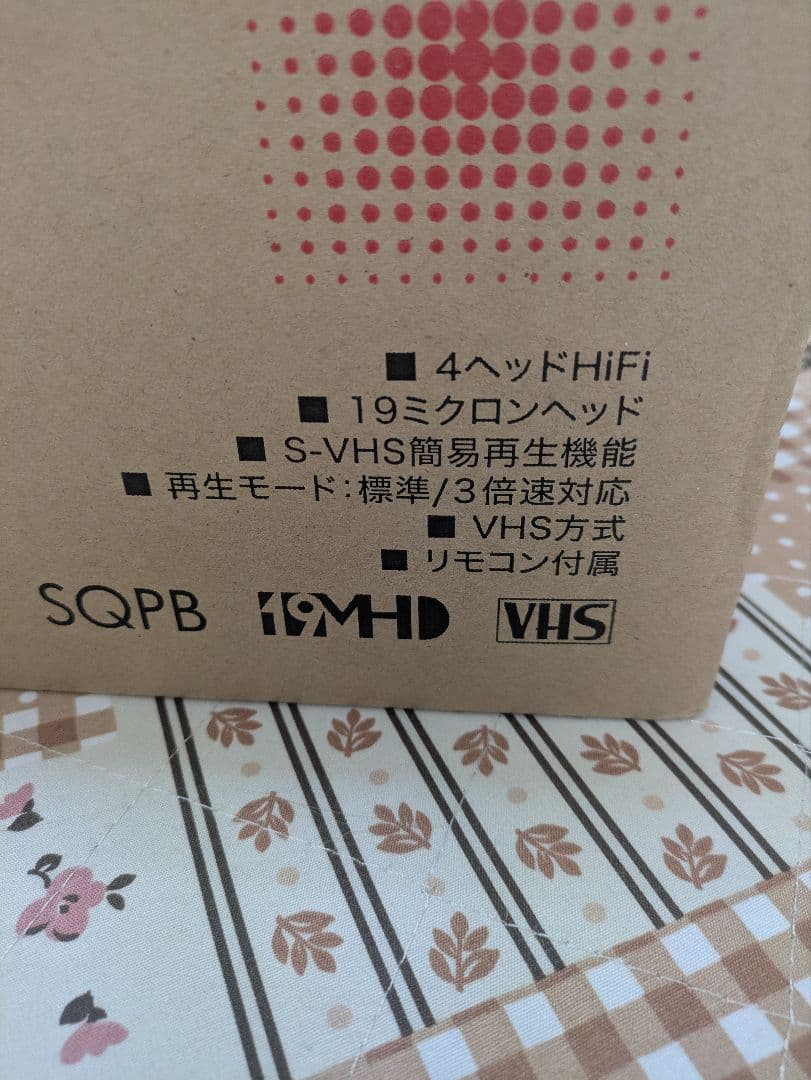 ■ 4ヘッドHiFi
■ 19ミクロンヘッド
■ S-VHS簡易再生機能
■ 再生モード:標準/3倍速対応
■ VHS方式
■ リモコン付属
SQPB 19MHD VHS